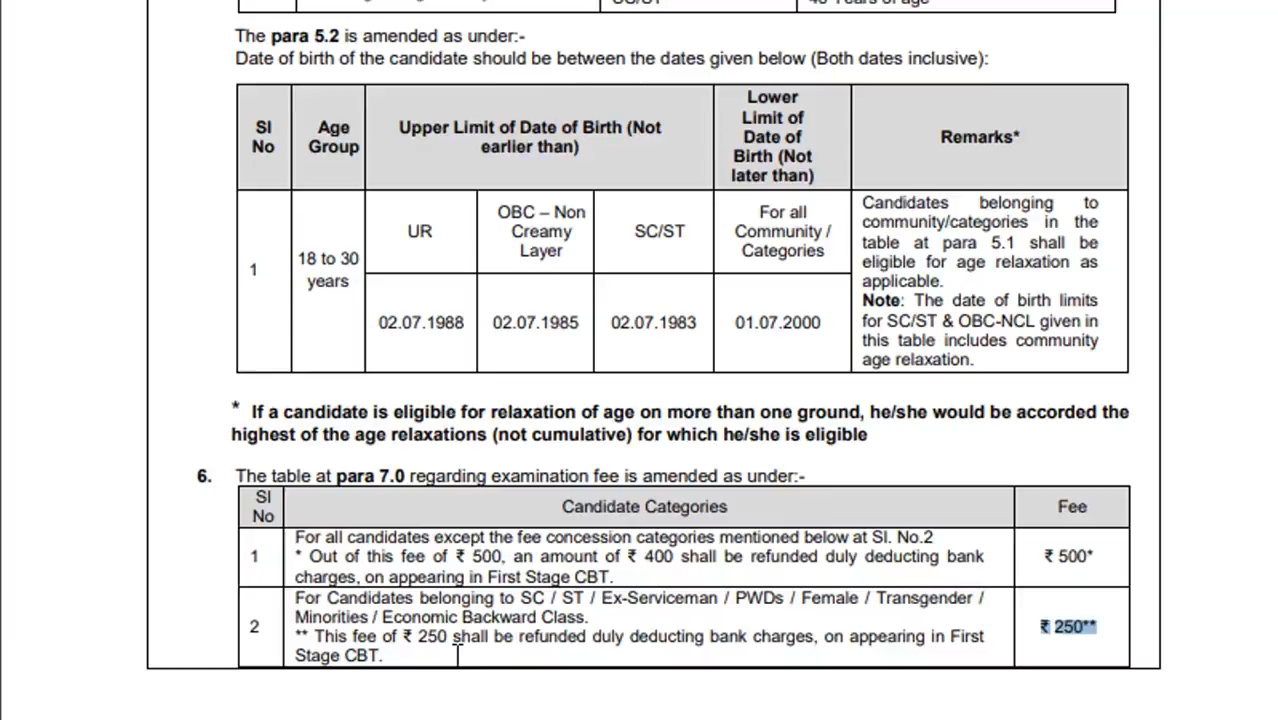 SC/ST
The para 5.2 is amended as under:-
Date of birth of the candidate should be between the dates given below (Both dates inclusive):
Sl No
Age Group
Upper Limit of Date of Birth (Not earlier than)
Lower Limit of Date of Birth (Not later than)
Remarks*
1
18 to 30 years
UR
OBC – Non Creamy Layer
SC/ST
For all Community / Categories
02.07.1988
02.07.1985
02.07.1983
01.07.2000
Candidates belonging to
community/categories in the
table at para 5.1 shall be
eligible for age relaxation as
applicable.
Note: The date of birth limits
for SC/ST & OBC-NCL given in
this table includes community
age relaxation.
* If a candidate is eligible for relaxation of age on more than one ground, he/she would be accorded the
highest of the age relaxations (not cumulative) for which he/she is eligible
6. The table at para 7.0 regarding examination fee is amended as under:-
Sl No
Candidate Categories
Fee
1
For all candidates except the fee concession categories mentioned below at Sl. No.2
* Out of this fee of ₹ 500, an amount of ₹ 400 shall be refunded duly deducting bank
charges, on appearing in First Stage CBT.
₹ 500*
2
For Candidates belonging to SC / ST / Ex-Serviceman / PWDs / Female / Transgender /
Minorities / Economic Backward Class.
** This fee of ₹ 250 shall be refunded duly deducting bank charges, on appearing in First
Stage CBT.
₹ 250**